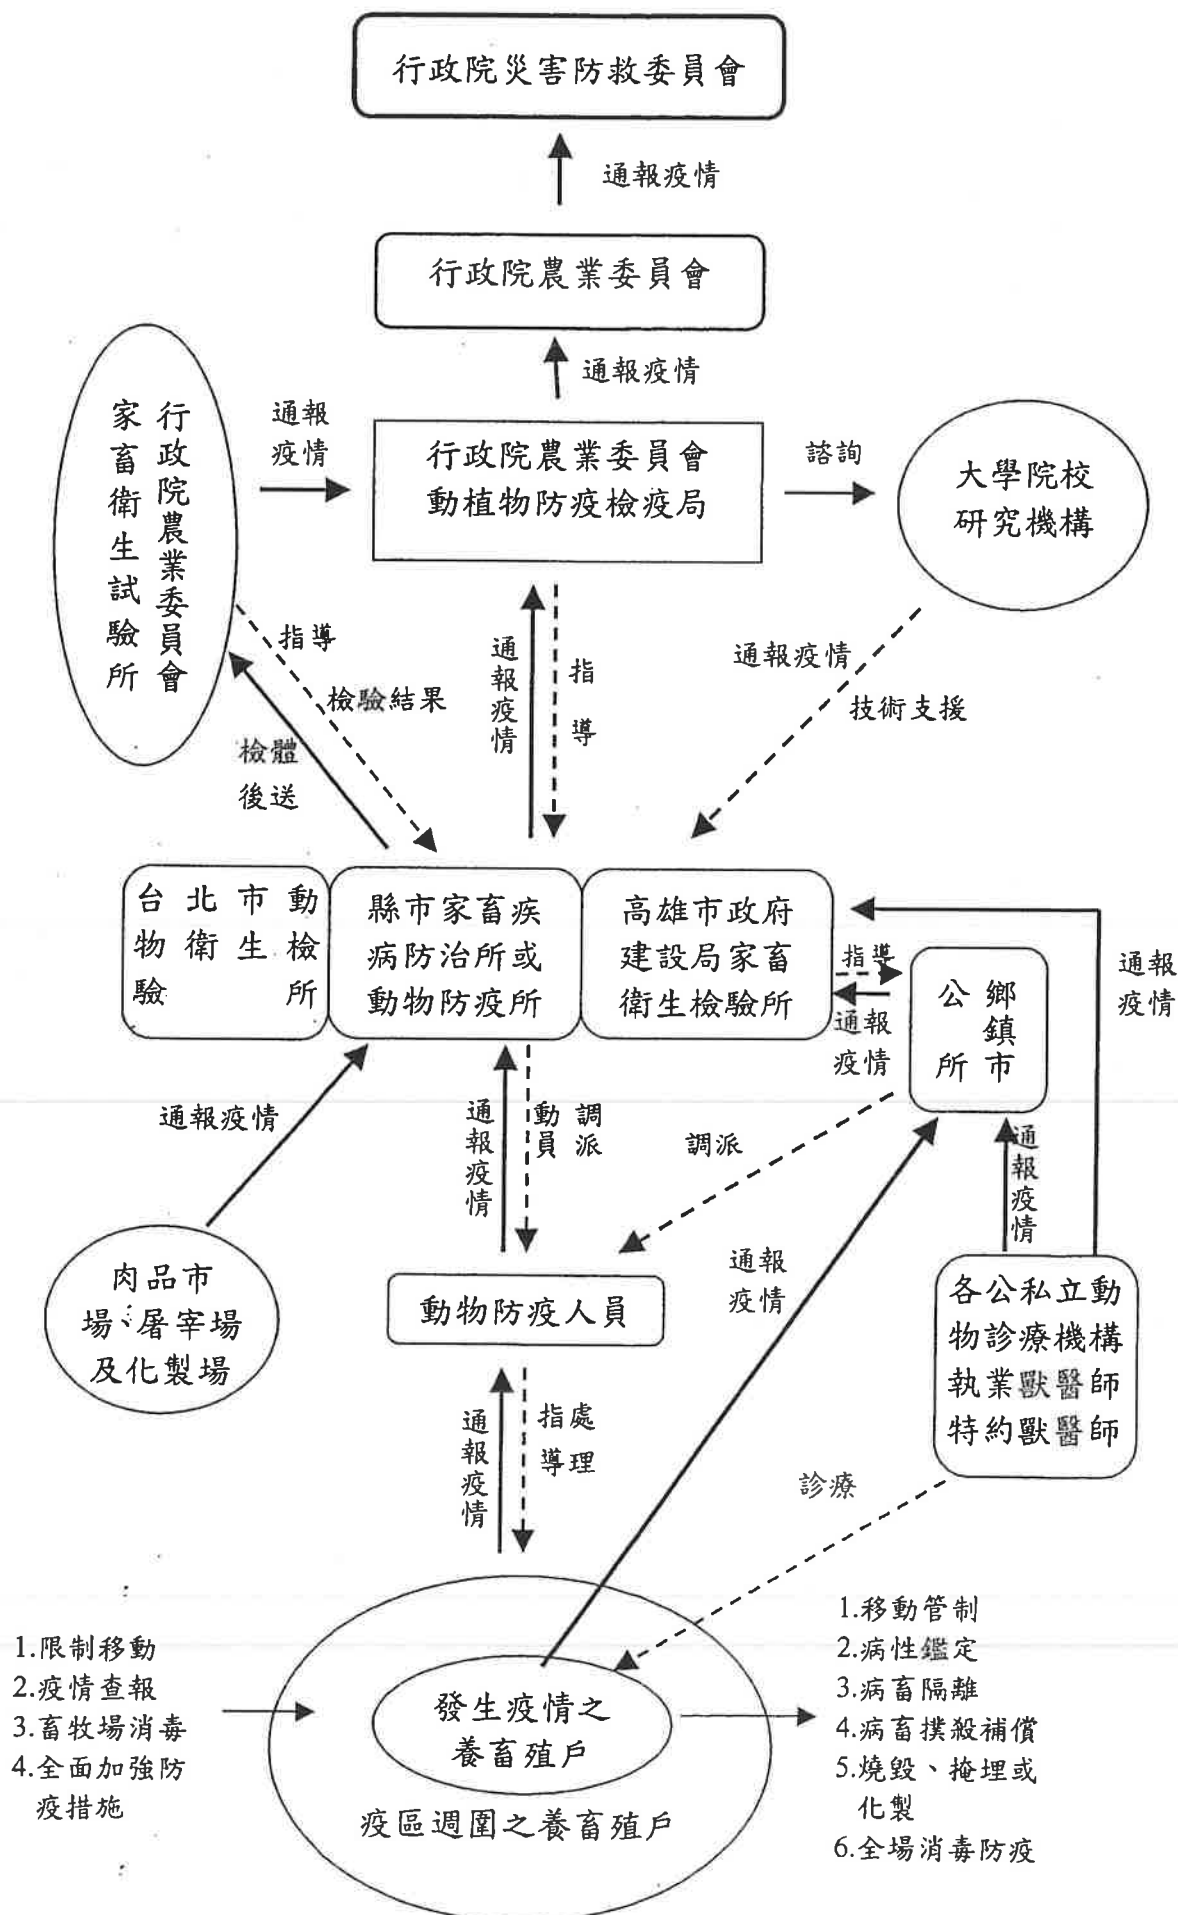 行政院災害防救委員會
通報疫情
行政院農業委員會
通報疫情
行政院農業委員會
家畜衛生試驗所
通報
疫情
行政院農業委員會
動植物防疫檢疫局
諮詢
大學院校
研究機構
指導
檢驗結果
檢體
後送
通報疫情
指導
通報疫情
技術支援
台北市動
物衛生檢
驗所
縣市家畜疾
病防治所或
動物防疫所
高雄市政府
建設局家畜
衛生檢驗所
指導
通報
疫情
鄉鎮市
公所
通報
疫情
通報疫情
通報疫情
調派
動員
調派
通報疫情
肉品市
場、屠宰場
及化製場
動物防疫人員
通報
疫情
各公私立動
物診療機構
執業獸醫師
特約獸醫師
通報疫情
處理
指導
診療
1.限制移動
2.疫情查報
3.畜牧場消毒
4.全面加強防
疫措施
發生疫情之
養畜殖戶
疫區週圍之養畜殖戶
1.移動管制
2.病性鑑定
3.病畜隔離
4.病畜撲殺補償
5.燒毀、掩埋或
化製
6.全場消毒防疫